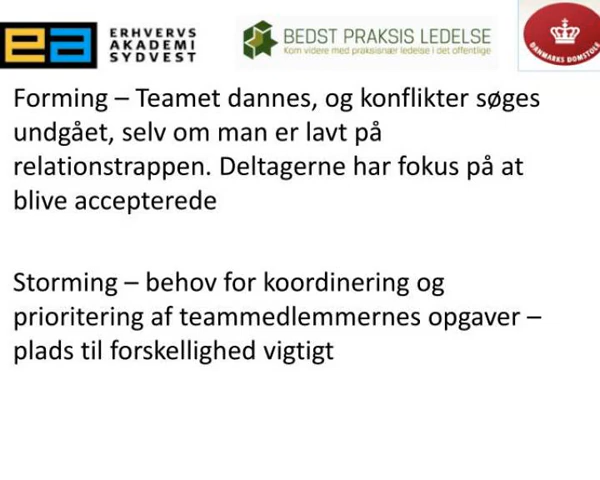 ea
ERHVERVS
AKADEMI
SYDVEST
BEDST PRAKSIS LEDELSE
Kom videre med praksisnær ledelse i det offentlige
DANMARKS DOMSTOLE
Forming – Teamet dannes, og konflikter søges
undgået, selv om man er lavt på
relationstrappen. Deltagerne har fokus på at
blive accepterede
Storming – behov for koordinering og
prioritering af teammedlemmernes opgaver –
plads til forskellighed vigtigt